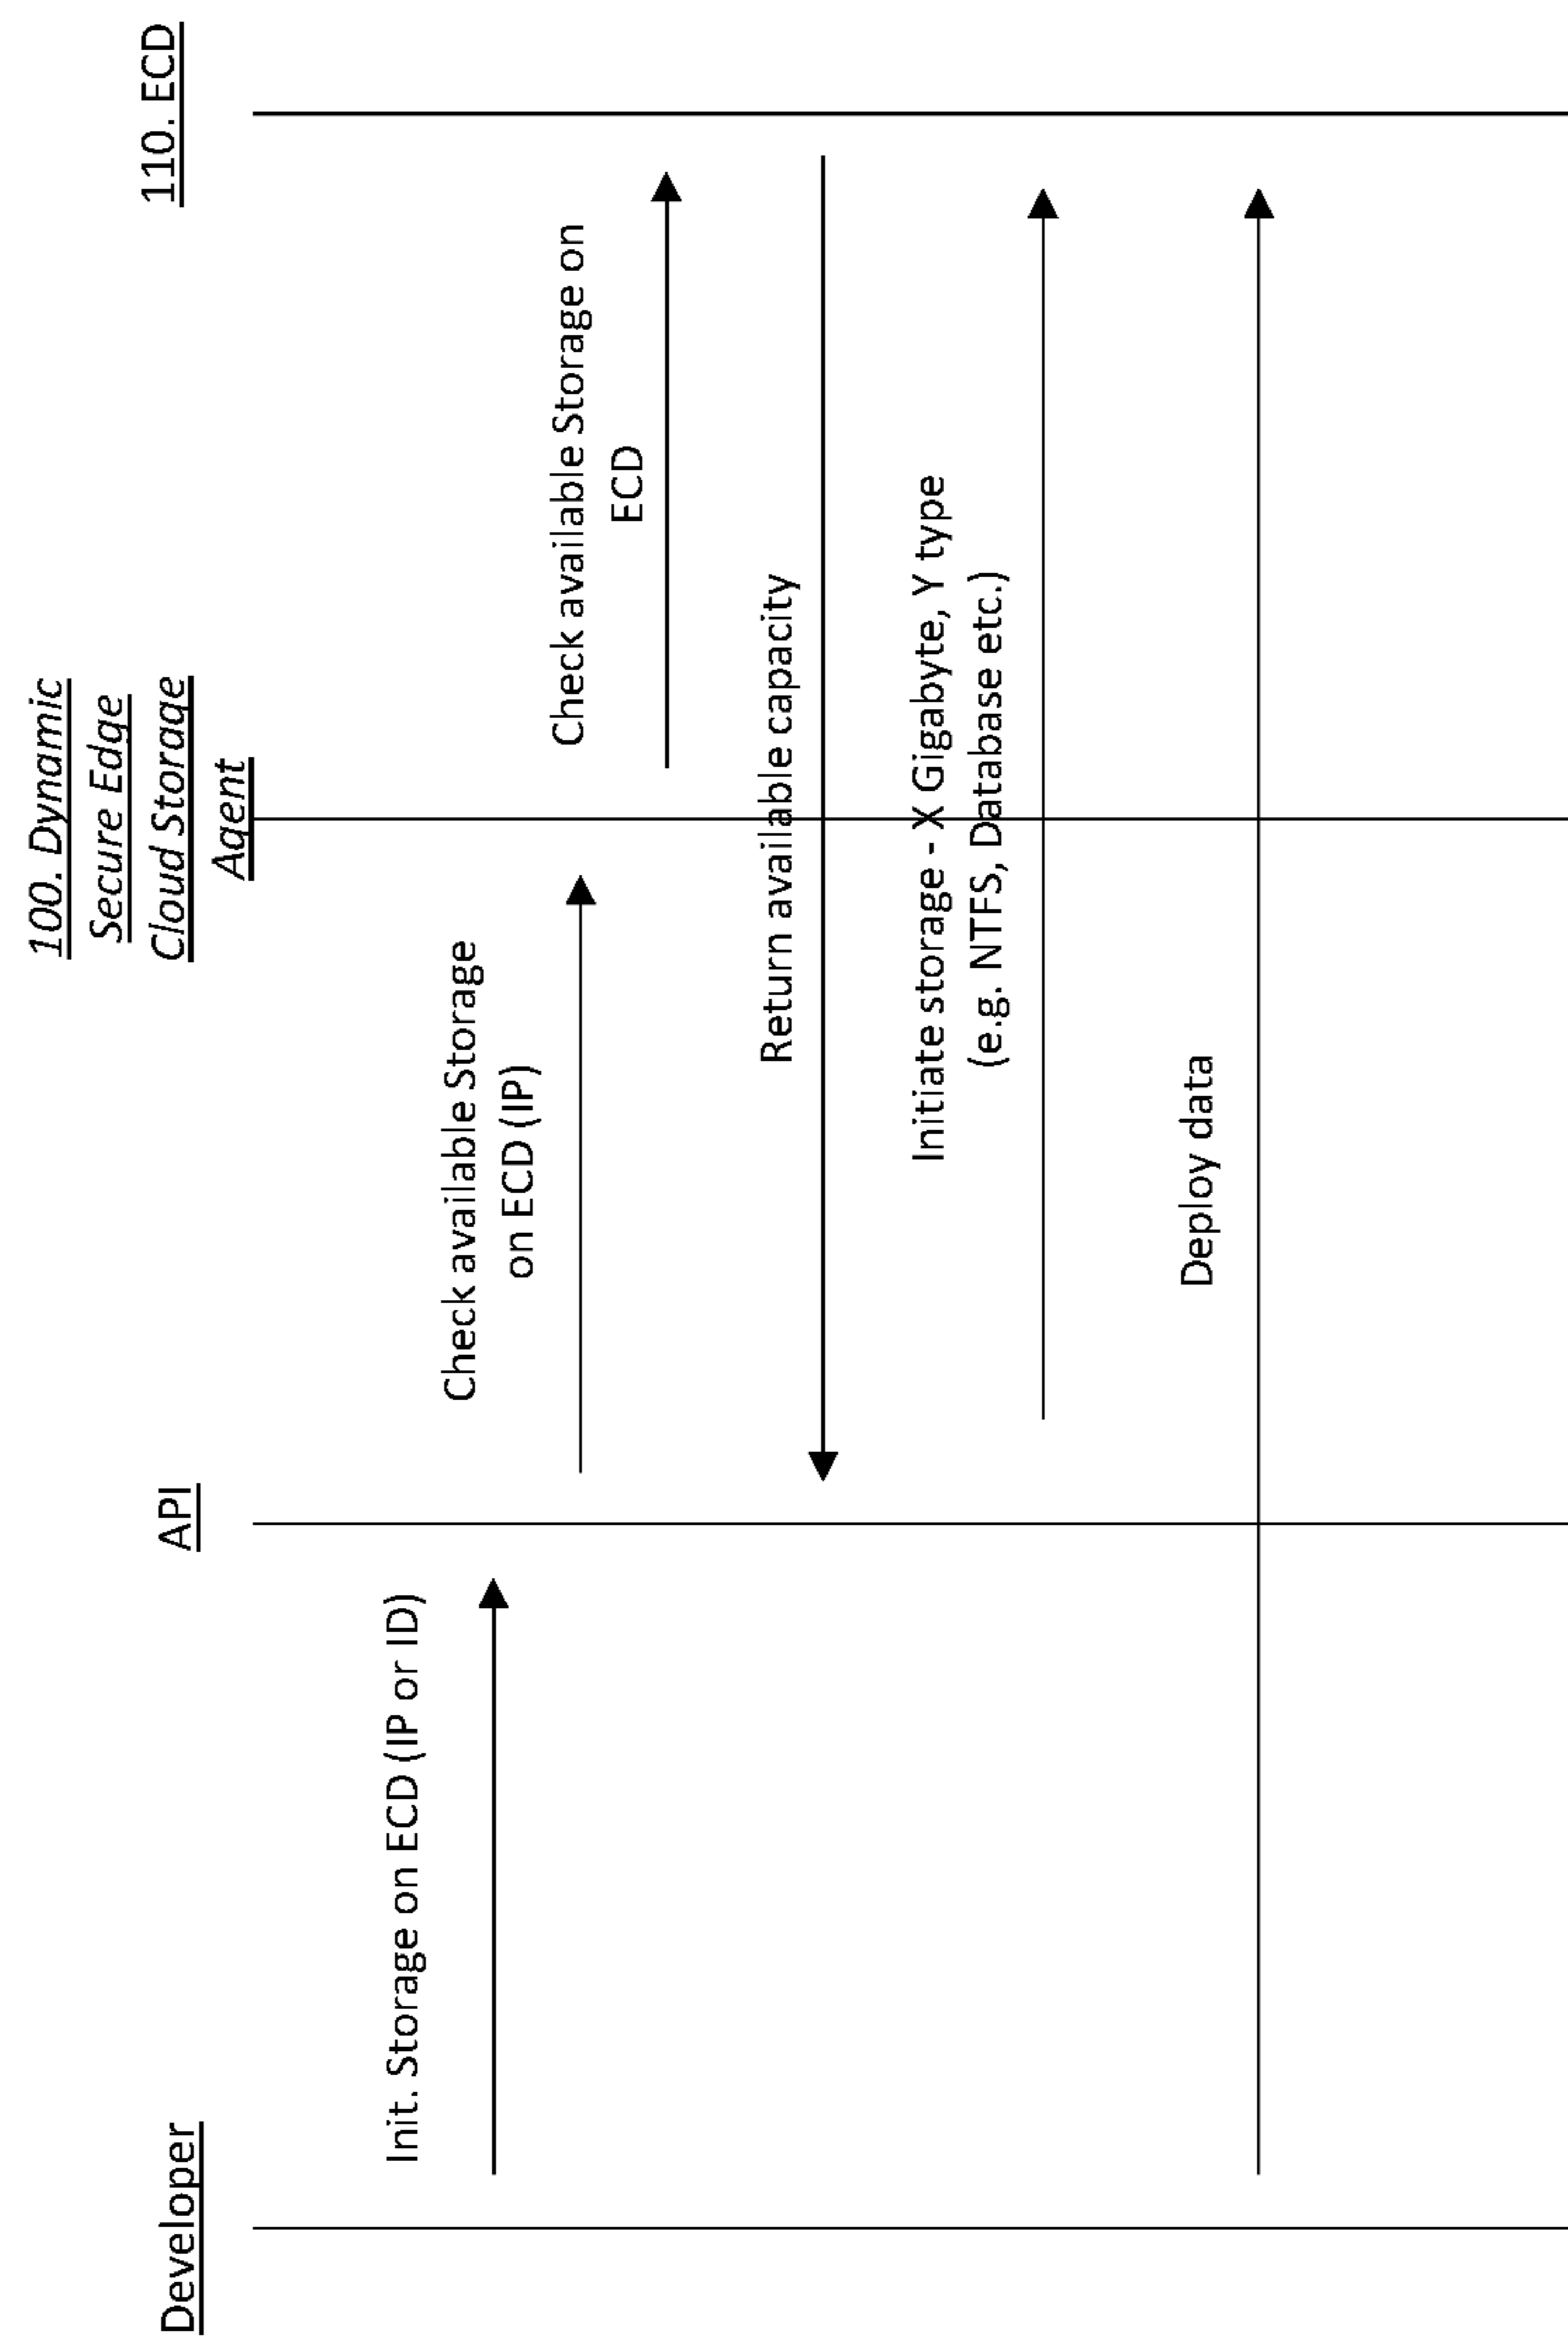 Developer
API
100. Dynamic
Secure Edge
Cloud Storage
Agent
110. ECD
Init. Storage on ECD (IP or ID)
Check available Storage
on ECD (IP)
Check available Storage on
ECD
Return available capacity
Initiate storage - X Gigabyte, Y type
(e.g. NTFS, Database etc.)
Deploy data